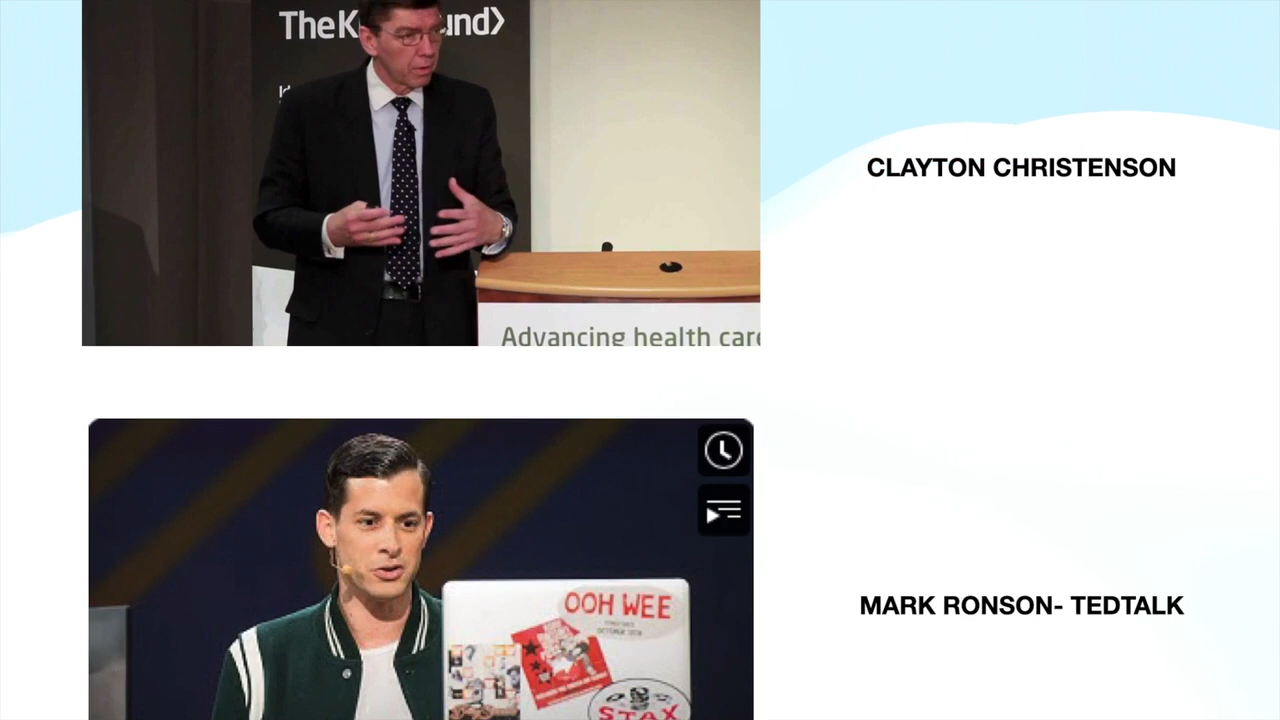 CLAYTON CHRISTENSON
Advancing health care
MARK RONSON- TEDTALK
OOH WEE
STAX